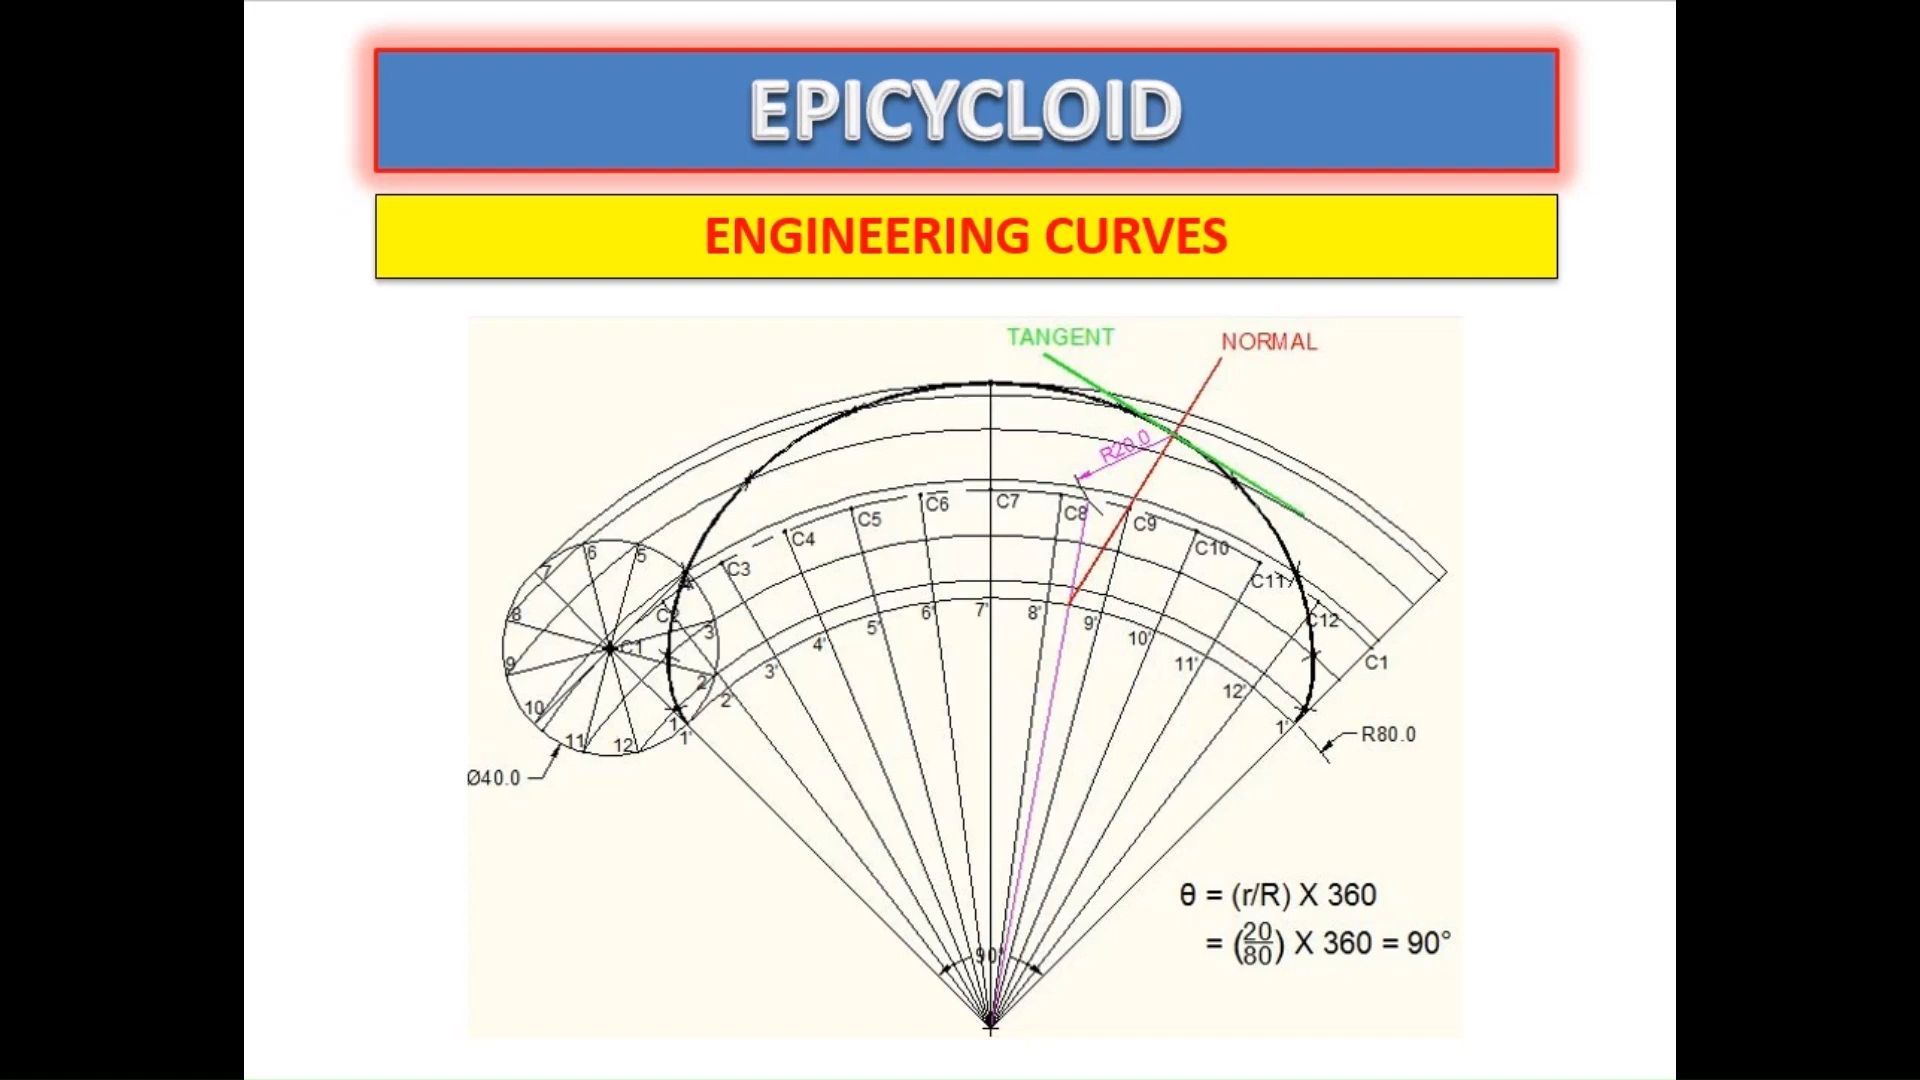 EPICYCLOID
ENGINEERING CURVES
TANGENT
NORMAL
R20.0
C1
C2
C3
C4
C5
C6
C7
C8
C9
C10
C11
C12
C1
1
2
3
4
5
6
7
8
9
10
11
12
1'
2'
3'
4'
5'
6'
7'
8'
9'
10'
11'
12'
1'
Ø40.0
R80.0
90°
θ = (r/R) X 360
= (20/80) X 360 = 90°